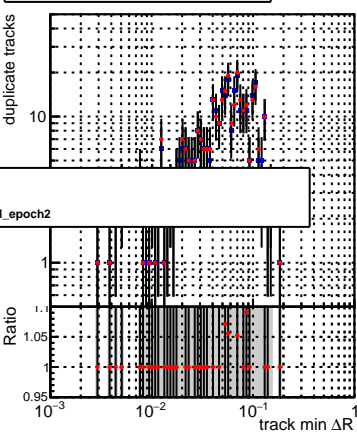 duplicate tracks
10
l_epoch2
1
Ratio
1.1
1.05
1
0.95
10⁻³
10⁻²
10⁻¹
1
track min ΔR